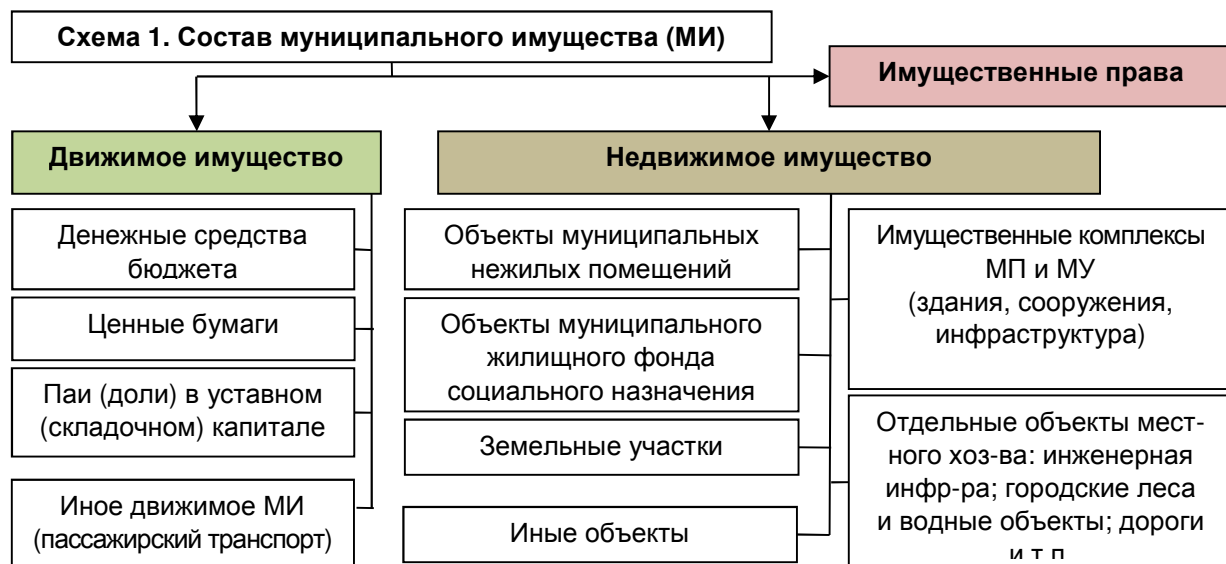 Схема 1. Состав муниципального имущества (МИ)
Имущественные права
Движимое имущество
Денежные средства
бюджета
Ценные бумаги
Паи (доли) в уставном
(складочном) капитале
Иное движимое МИ
(пассажирский транспорт)
Недвижимое имущество
Объекты муниципальных
нежилых помещений
Объекты муниципального
жилищного фонда
социального назначения
Земельные участки
Иные объекты
Имущественные комплексы
МП и МУ
(здания, сооружения,
инфраструктура)
Отдельные объекты мест-
ного хоз-ва: инженерная
инфр-ра; городские леса
и водные объекты; дороги
и т.п